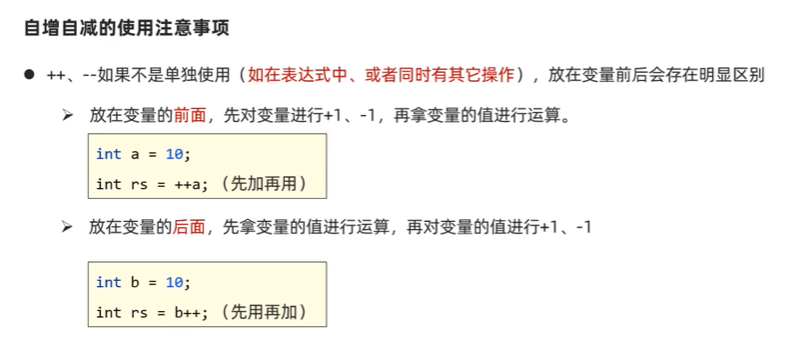 自增自减的使用注意事项
● ++、--如果不是单独使用（如在表达式中、或者同时有其它操作），放在变量前后会存在明显区别
➢ 放在变量的前面，先对变量进行+1、-1，再拿变量的值进行运算。
int a = 10;
int rs = ++a;（先加再用）
➢ 放在变量的后面，先拿变量的值进行运算，再对变量的值进行+1、-1
int b = 10;
int rs = b++;（先用再加）